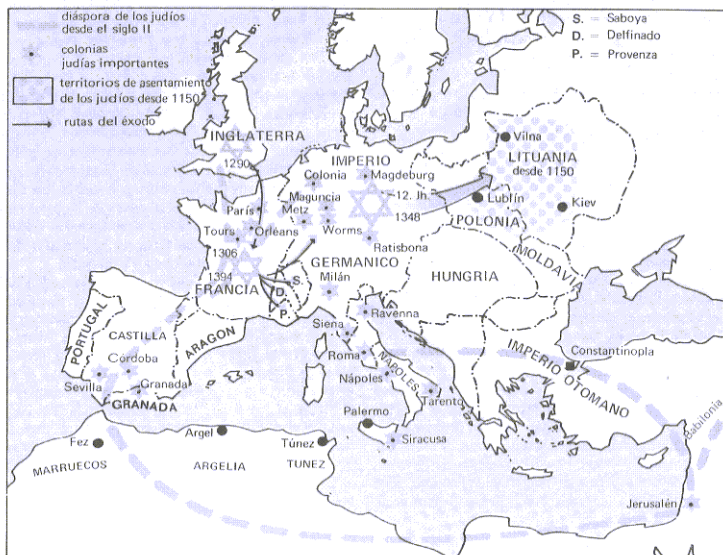 diáspora de los judíos
desde el siglo II
colonias
judías importantes
territorios de asentamiento
de los judíos desde 1150
rutas del éxodo
S. = Saboya
D. = Delfinado
P. = Provenza
INGLATERRA
1290
IMPERIO
Colonia
Magdeburg
12. Jh.
1348
Vilna
LITUANIA
desde 1150
Lublín
Kiev
POLONIA
París
Maguncia
Metz
Tours
Orléans
Worms
Ratisbona
1306
1394
GERMANICO
MOLDAVIA
HUNGRIA
FRANCIA
S.
D.
P.
Milán
Ravenna
PORTUGAL
CASTILLA
ARAGON
Siena
Roma
NAPOLES
Nápoles
Tarento
IMPERIO OTOMANO
Constantinopla
Córdoba
Sevilla
Granada
GRANADA
Palermo
Siracusa
Babilonia
Fez
Argel
Túnez
MARRUECOS
ARGELIA
TUNEZ
Jerusalén